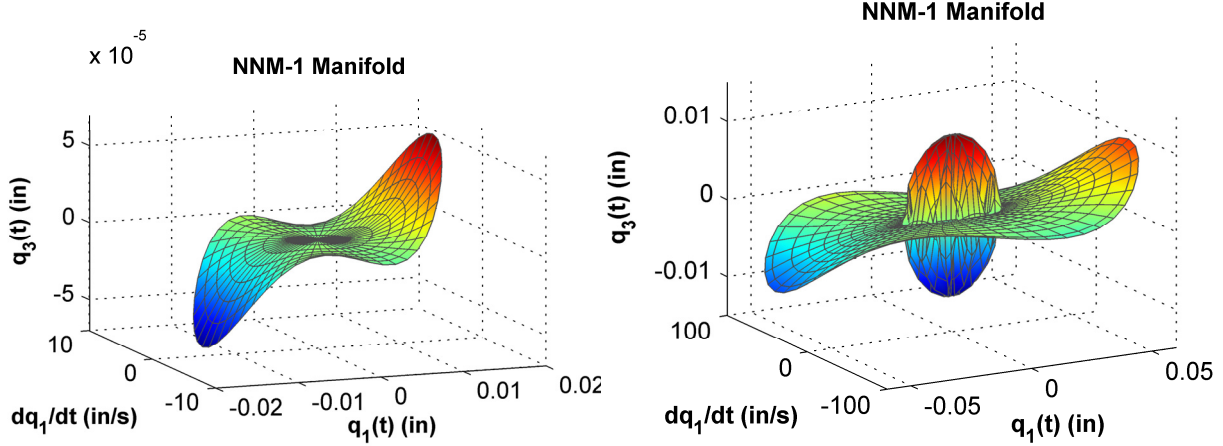 x 10
-5
NNM-1 Manifold
5
0
-5
q3(t) (in)
10
0
-10
dq1/dt (in/s)
-0.02
-0.01
0
0.01
0.02
q1(t) (in)
NNM-1 Manifold
0.01
0
-0.01
q3(t) (in)
100
0
-100
dq1/dt (in/s)
-0.05
0
0.05
q1(t) (in)